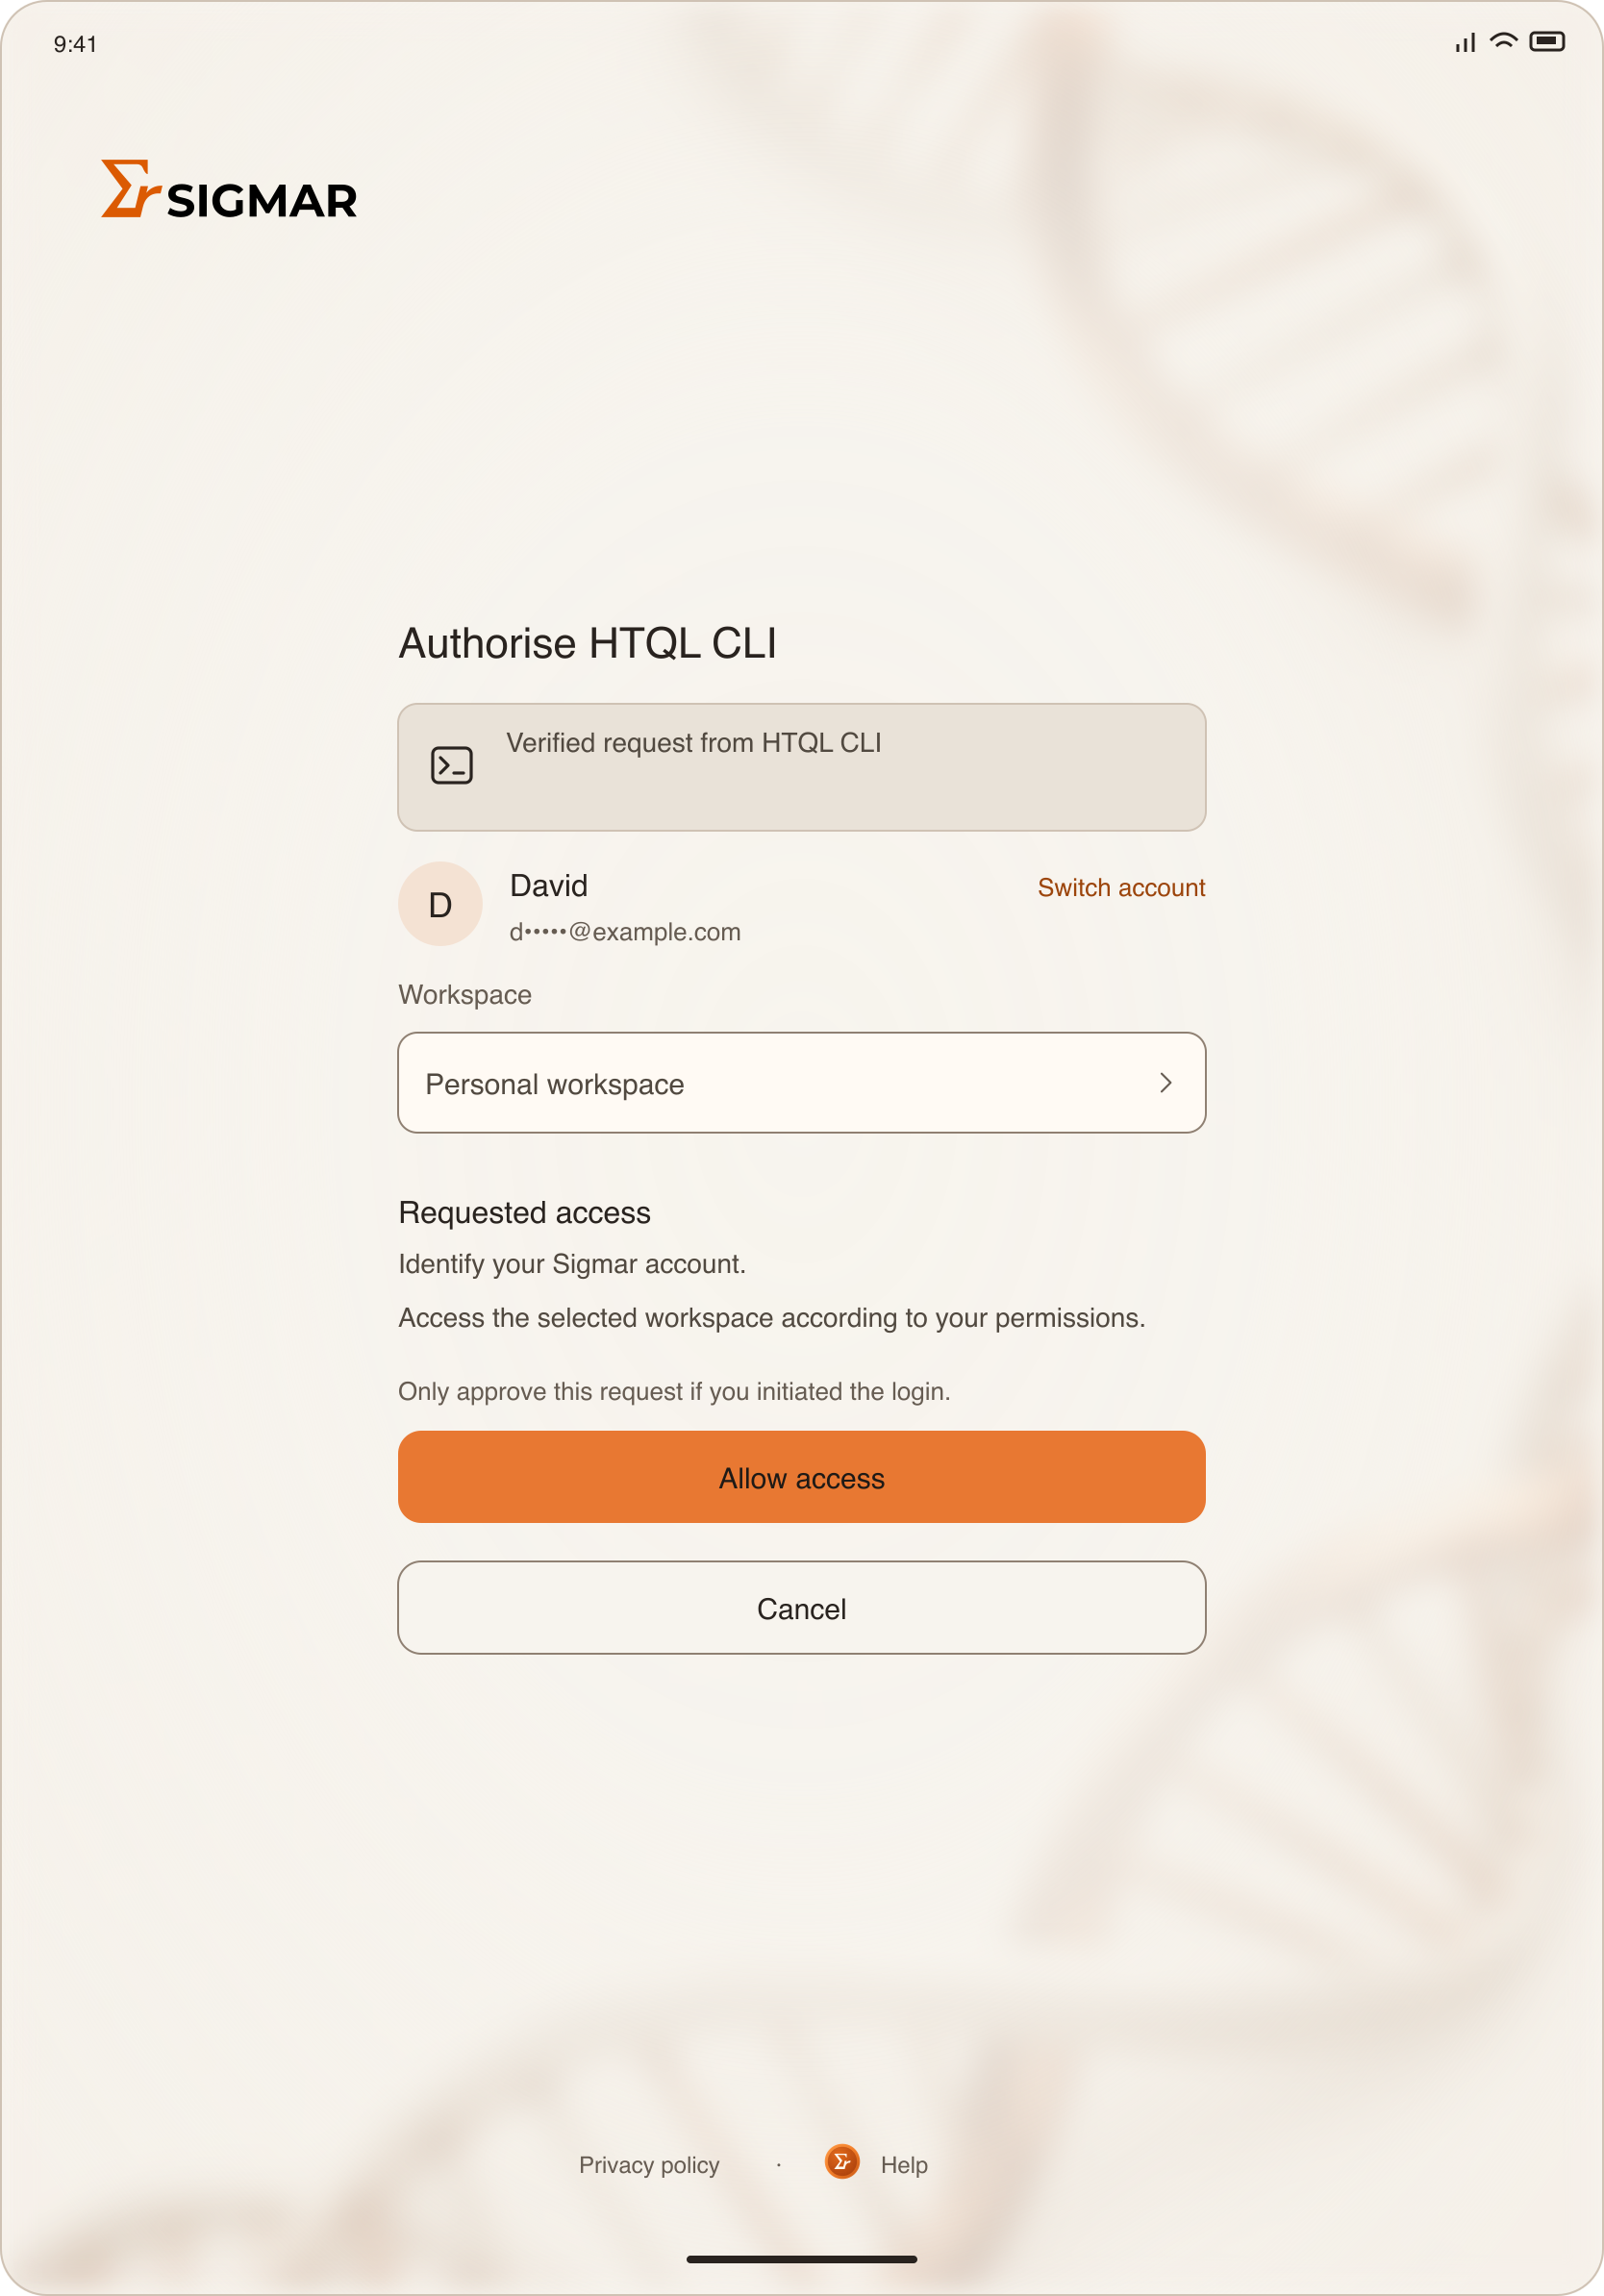 9:41
Σr SIGMAR
Authorise HTQL CLI
Verified request from HTQL CLI
D
David
Switch account
d•••••@example.com
Workspace
Personal workspace
Requested access
Identify your Sigmar account.
Access the selected workspace according to your permissions.
Only approve this request if you initiated the login.
Allow access
Cancel
Privacy policy · Σr Help